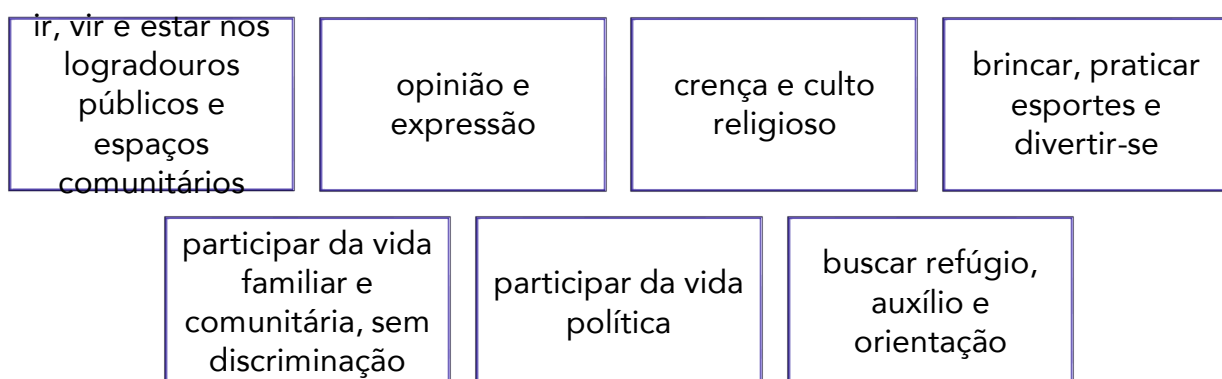 ir, vir e estar nos
logradouros
públicos e
espaços
comunitários
opinião e
expressão
crença e culto
religioso
brincar, praticar
esportes e
divertir-se
participar da vida
familiar e
comunitária, sem
discriminação
participar da vida
política
buscar refúgio,
auxílio e
orientação